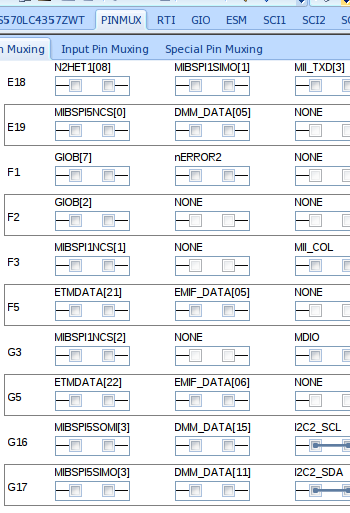 S570LC4357ZWT PINMUX RTI GIO ESM SCI1 SCI2
n Muxing Input Pin Muxing Special Pin Muxing
E18 N2HET1[08] MIBSPI1SIMO[1] MII_TXD[3]
E19 MIBSPI5NCS[0] DMM_DATA[05] NONE
F1 GIOB[7] nERROR2 NONE
F2 GIOB[2] NONE NONE
F3 MIBSPI1NCS[1] NONE MII_COL
F5 ETMDATA[21] EMIF_DATA[05] NONE
G3 MIBSPI1NCS[2] NONE MDIO
G5 ETMDATA[22] EMIF_DATA[06] NONE
G16 MIBSPI5SOMI[3] DMM_DATA[15] I2C2_SCL
G17 MIBSPI5SIMO[3] DMM_DATA[11] I2C2_SDA